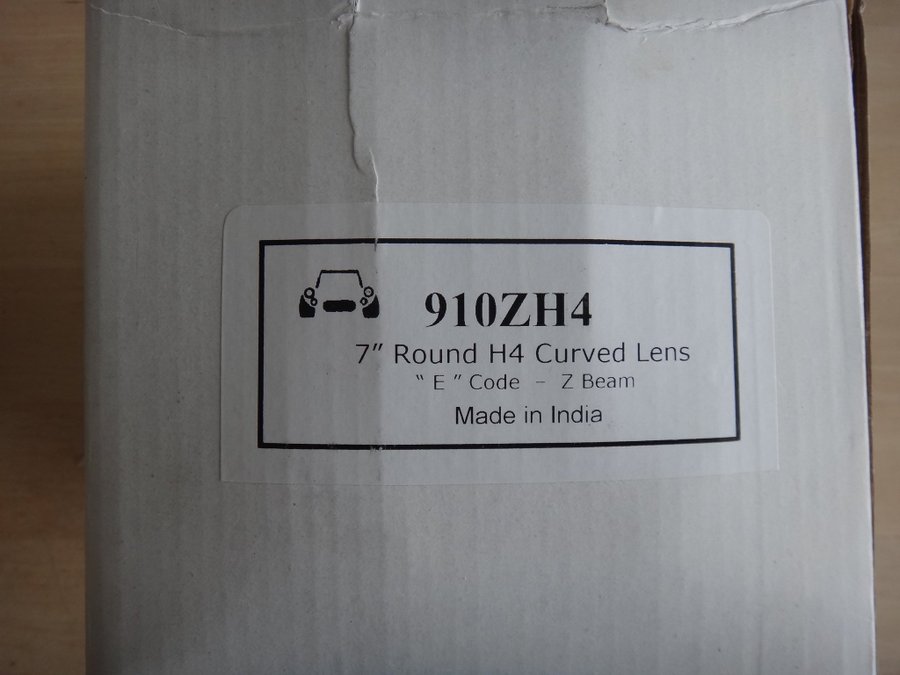 910ZH4
7" Round H4 Curved Lens
" E " Code - Z Beam
Made in India